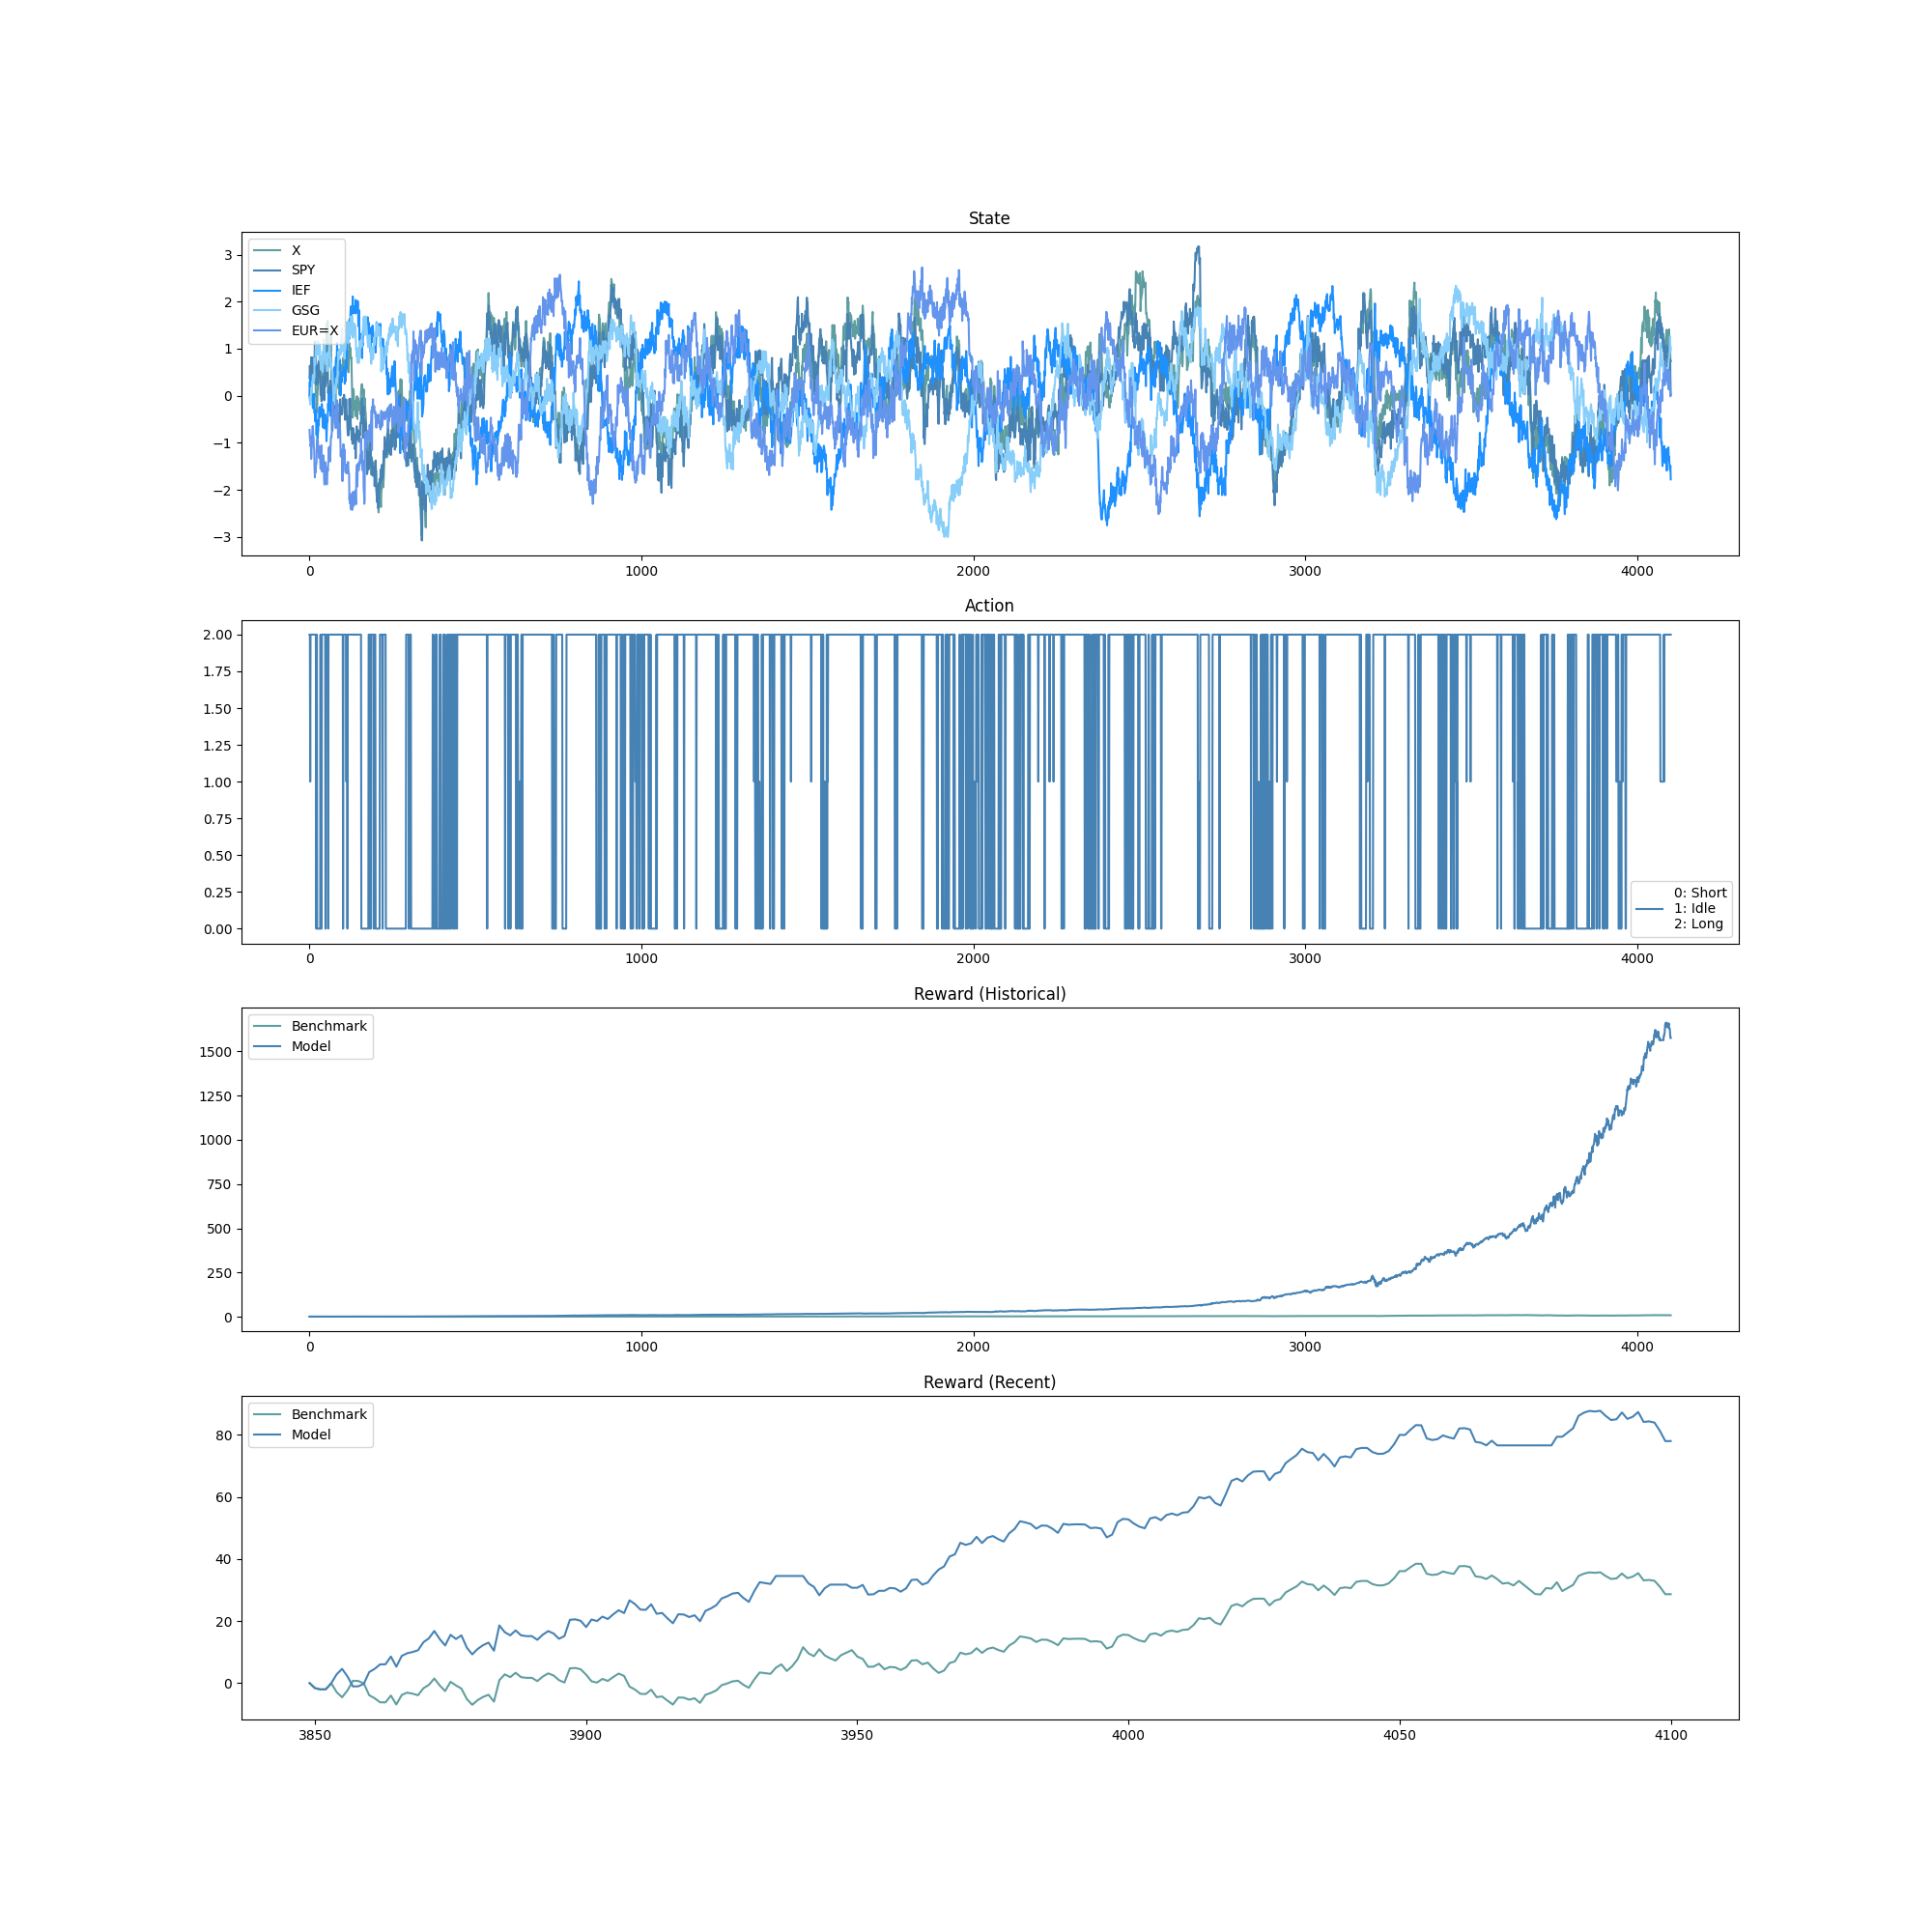 State
X
SPY
IEF
GSG
EUR=X
3
2
1
0
−1
−2
−3
0 1000 2000 3000 4000
Action
2.00
1.75
1.50
1.25
1.00
0.75
0.50
0.25
0.00
0: Short
1: Idle
2: Long
0 1000 2000 3000 4000
Reward (Historical)
Benchmark
Model
1500
1250
1000
750
500
250
0
0 1000 2000 3000 4000
Reward (Recent)
Benchmark
Model
80
60
40
20
0
3850 3900 3950 4000 4050 4100